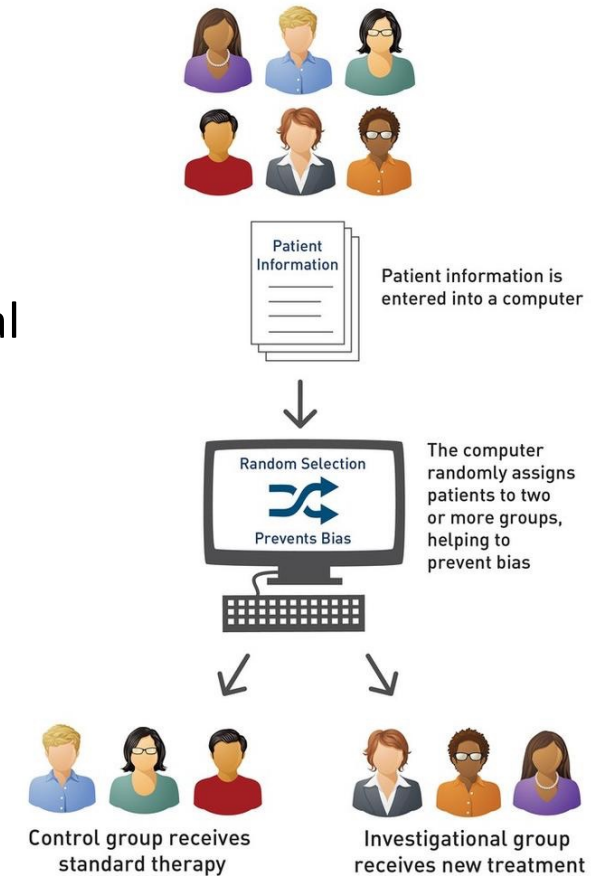 Patient
Information
Patient information is
entered into a computer
al
Random Selection
Prevents Bias
The computer
randomly assigns
patients to two
or more groups,
helping to
prevent bias
Control group receives
standard therapy
Investigational group
receives new treatment